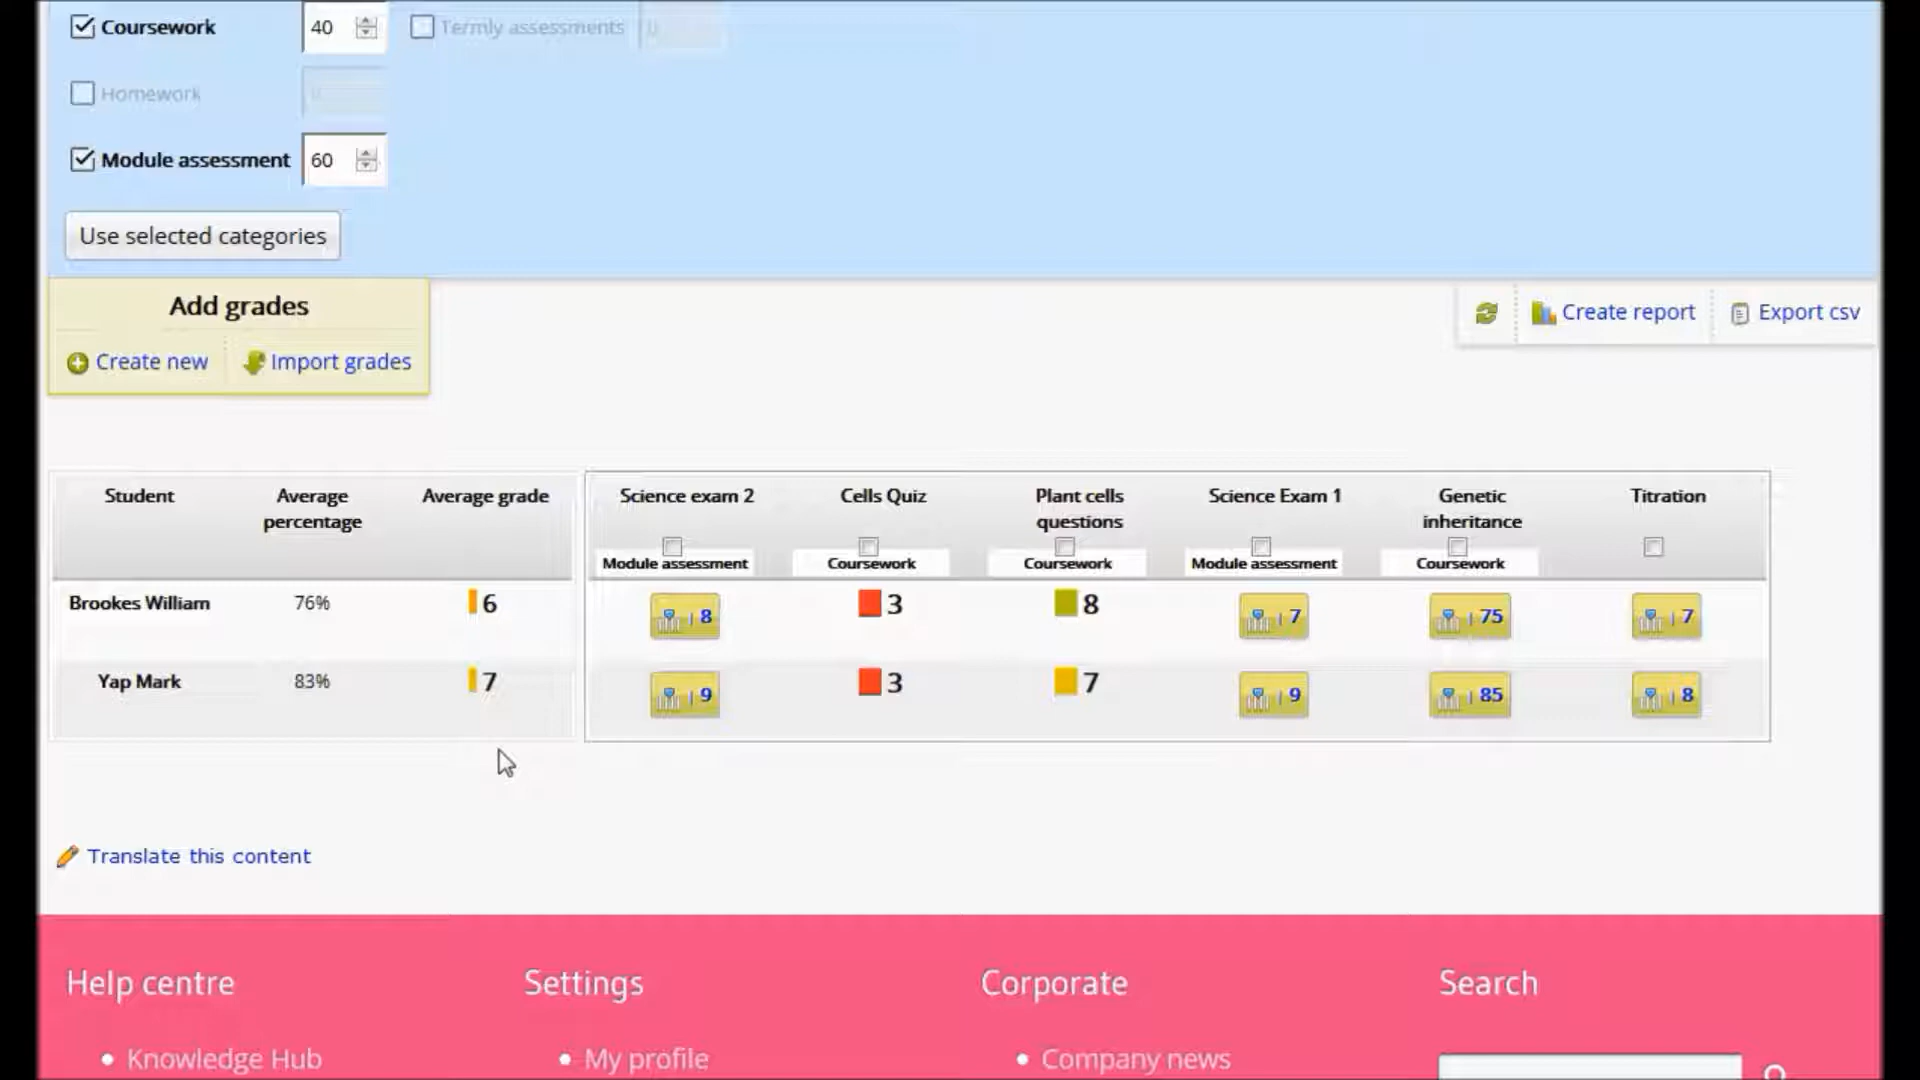 Coursework 40 Termly assessments
Homework
Module assessment 60
Use selected categories
Add grades
Create new Import grades
Create report Export csv
Student Average percentage Average grade Science exam 2 Cells Quiz Plant cells questions Science Exam 1 Genetic inheritance Titration
Module assessment Coursework Coursework Module assessment Coursework
Brookes William 76% 6 8 3 8 7 75 7
Yap Mark 83% 7 9 3 7 9 85 8
Translate this content
Help centre Settings Corporate Search
Knowledge Hub My profile Company news